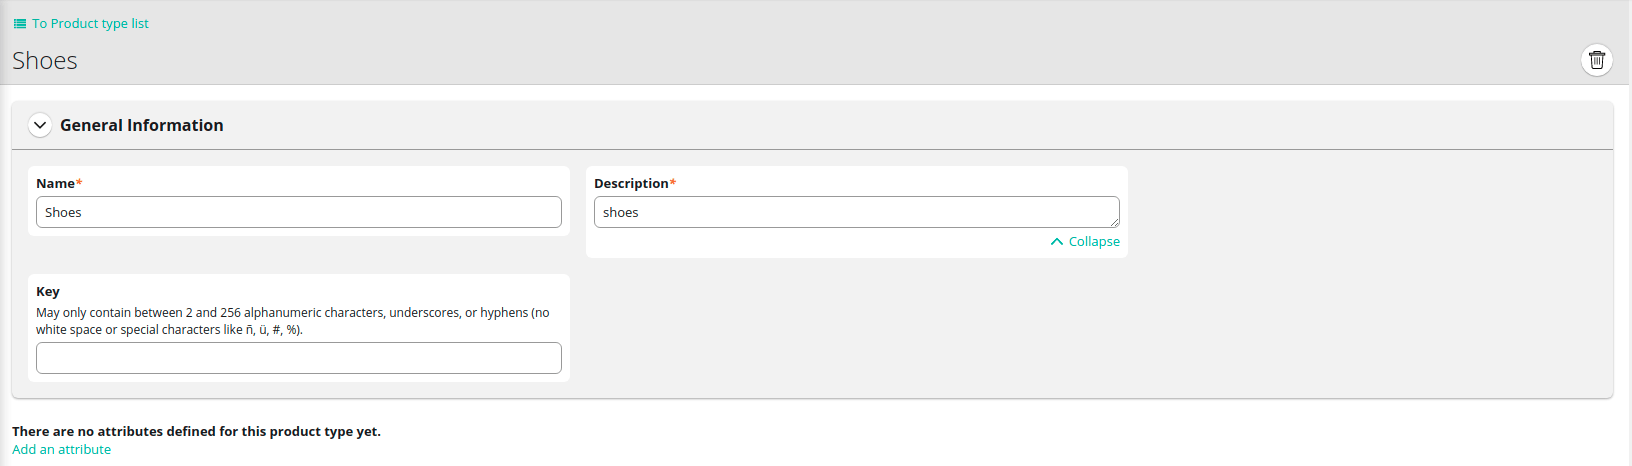 To Product type list
Shoes
General Information
Name*
Shoes
Description*
shoes
Collapse
Key
May only contain between 2 and 256 alphanumeric characters, underscores, or hyphens (no
white space or special characters like ñ, ü, #, %).
There are no attributes defined for this product type yet.
Add an attribute